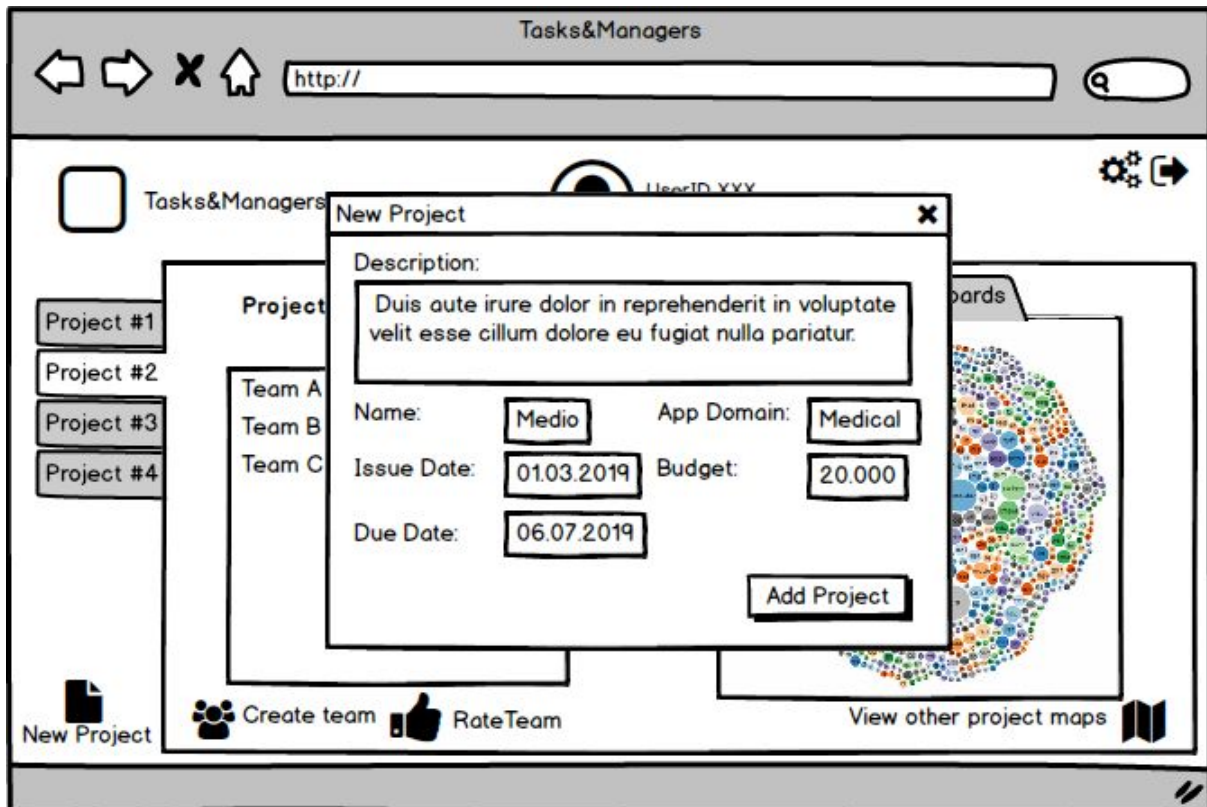 Tasks&Managers
http://
Tasks&Managers
UserID XXX
New Project
Description:
Duis aute irure dolor in reprehenderit in voluptate
velit esse cillum dolore eu fugiat nulla pariatur.
Name: Medio App Domain: Medical
Issue Date: 01.03.2019 Budget: 20.000
Due Date: 06.07.2019
Add Project
Project #1
Project #2
Project #3
Project #4
Project
Team A
Team B
Team C
oards
New Project
Create team
RateTeam
View other project maps